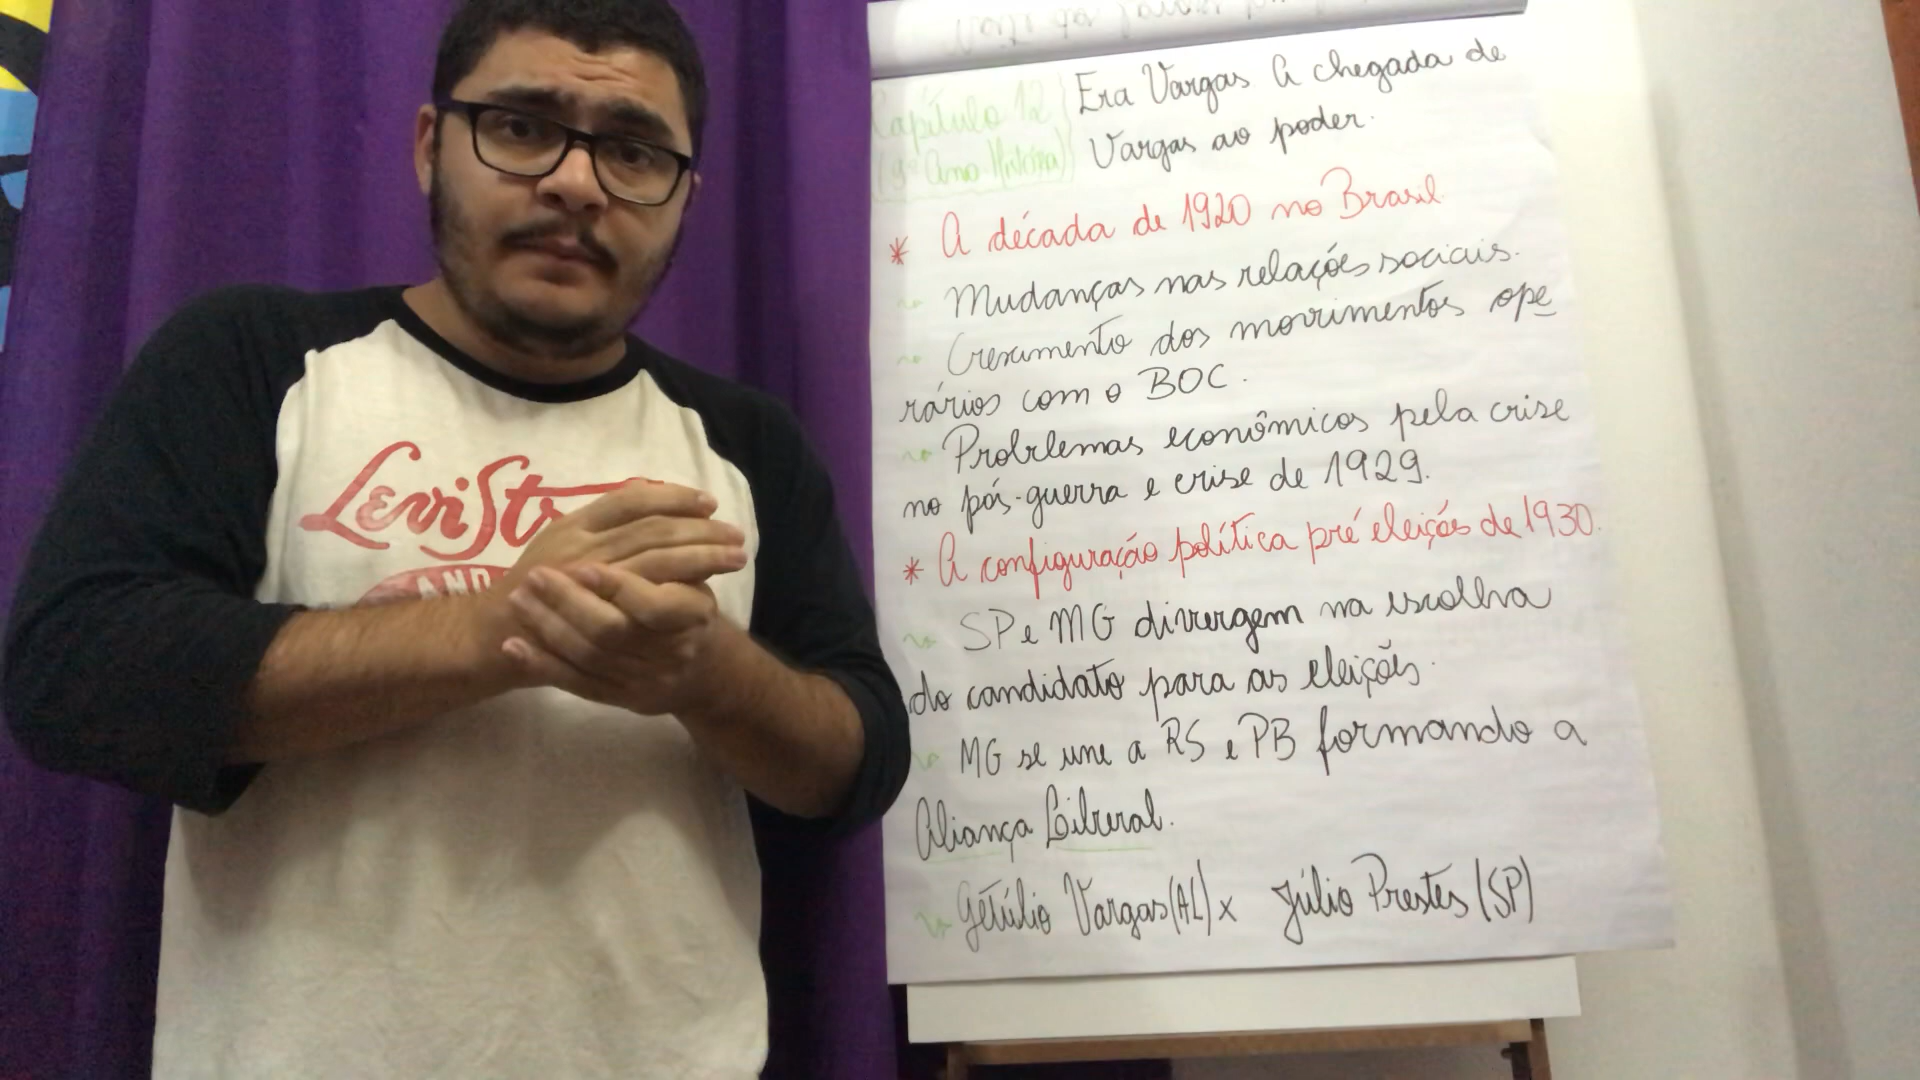 Capítulo 12
(9º Ano História)
Era Vargas A chegada de
Vargas ao poder.
* A década de 1920 no Brasil.
Mudanças nas relações sociais.
Crescimento dos movimentos ope
rários com o BOC.
Problemas econômicos pela crise
no pós-guerra e crise de 1929.
* A configuração política pré eleições de 1930.
SP e MG divergem na escolha
do candidato para as eleições.
MG se une a RS e PB formando a
Aliança Liberal.
Getúlio Vargas (AL) x Júlio Prestes (SP)
Levi Str
AND